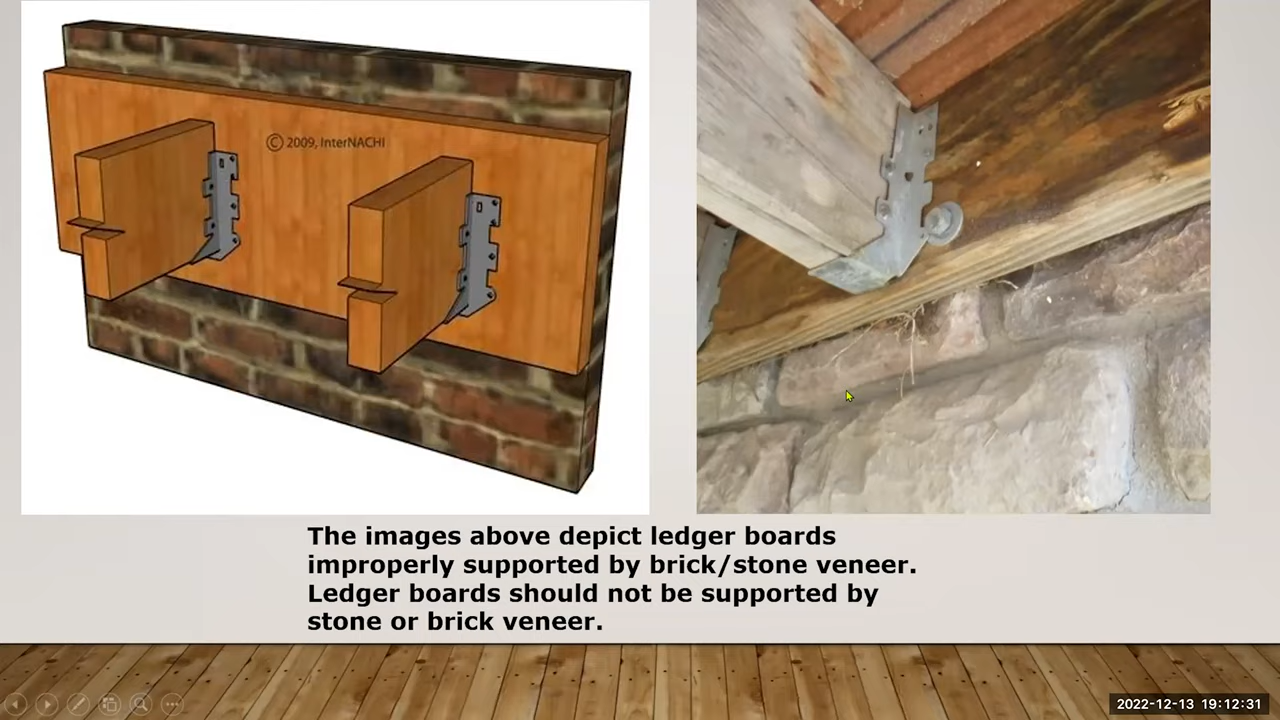 © 2009, InterNACHI
The images above depict ledger boards
improperly supported by brick/stone veneer.
Ledger boards should not be supported by
stone or brick veneer.
2022-12-13 19:12:31